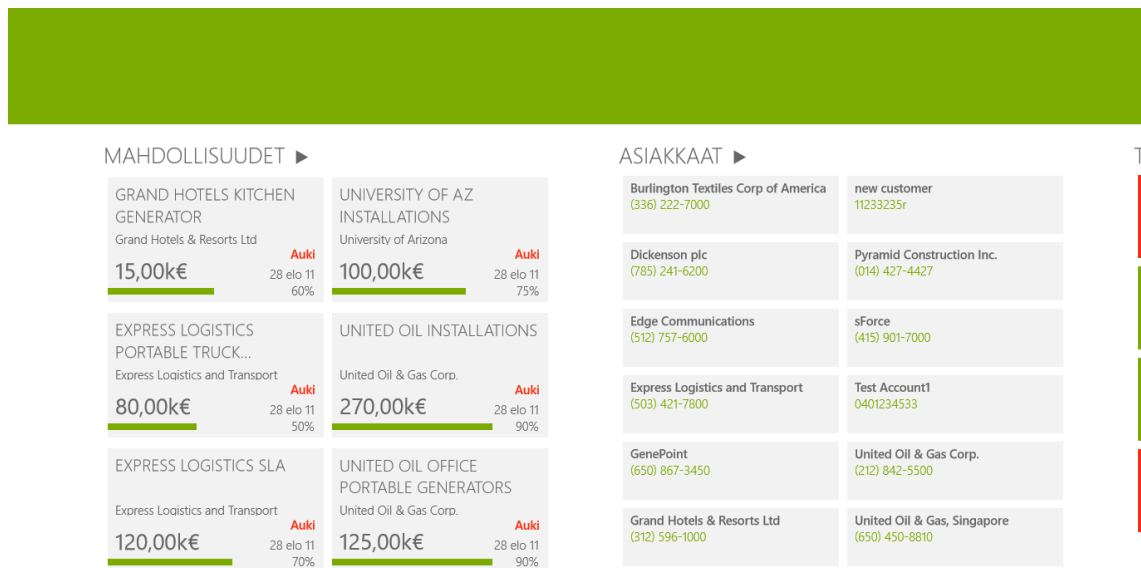 MAHDOLLISUUDET
GRAND HOTELS KITCHEN
GENERATOR
Grand Hotels & Resorts Ltd
Auki
15,00k€
28 elo 11
60%
UNIVERSITY OF AZ
INSTALLATIONS
University of Arizona
Auki
100,00k€
28 elo 11
75%
EXPRESS LOGISTICS
PORTABLE TRUCK...
Express Logistics and Transport
Auki
80,00k€
28 elo 11
50%
UNITED OIL INSTALLATIONS
United Oil & Gas Corp.
Auki
270,00k€
28 elo 11
90%
EXPRESS LOGISTICS SLA
Express Logistics and Transport
Auki
120,00k€
28 elo 11
70%
UNITED OIL OFFICE
PORTABLE GENERATORS
United Oil & Gas Corp.
Auki
125,00k€
28 elo 11
90%
ASIAKKAAT
Burlington Textiles Corp of America
(336) 222-7000
new customer
11233235r
Dickenson plc
(785) 241-6200
Pyramid Construction Inc.
(014) 427-4427
Edge Communications
(512) 757-6000
sForce
(415) 901-7000
Express Logistics and Transport
(503) 421-7800
Test Account1
0401234533
GenePoint
(650) 867-3450
United Oil & Gas Corp.
(212) 842-5500
Grand Hotels & Resorts Ltd
(312) 596-1000
United Oil & Gas, Singapore
(650) 450-8810